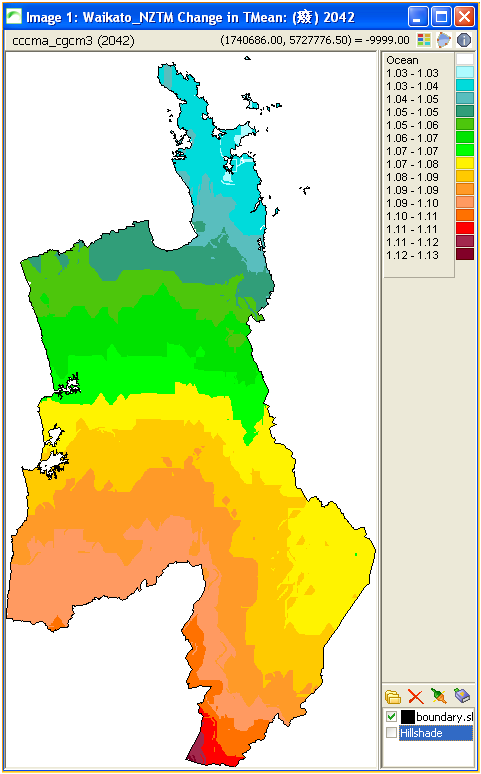 Image 1: Waikato_NZTM Change in TMean: (癈) 2042
cccma_cgcm3 (2042)
(1740686.00, 5727776.50) = -9999.00
Ocean
1.03 - 1.03
1.03 - 1.04
1.04 - 1.05
1.05 - 1.05
1.05 - 1.06
1.06 - 1.07
1.07 - 1.07
1.07 - 1.08
1.08 - 1.09
1.09 - 1.09
1.09 - 1.10
1.10 - 1.11
1.11 - 1.11
1.11 - 1.12
1.12 - 1.13
boundary.sl
Hillshade